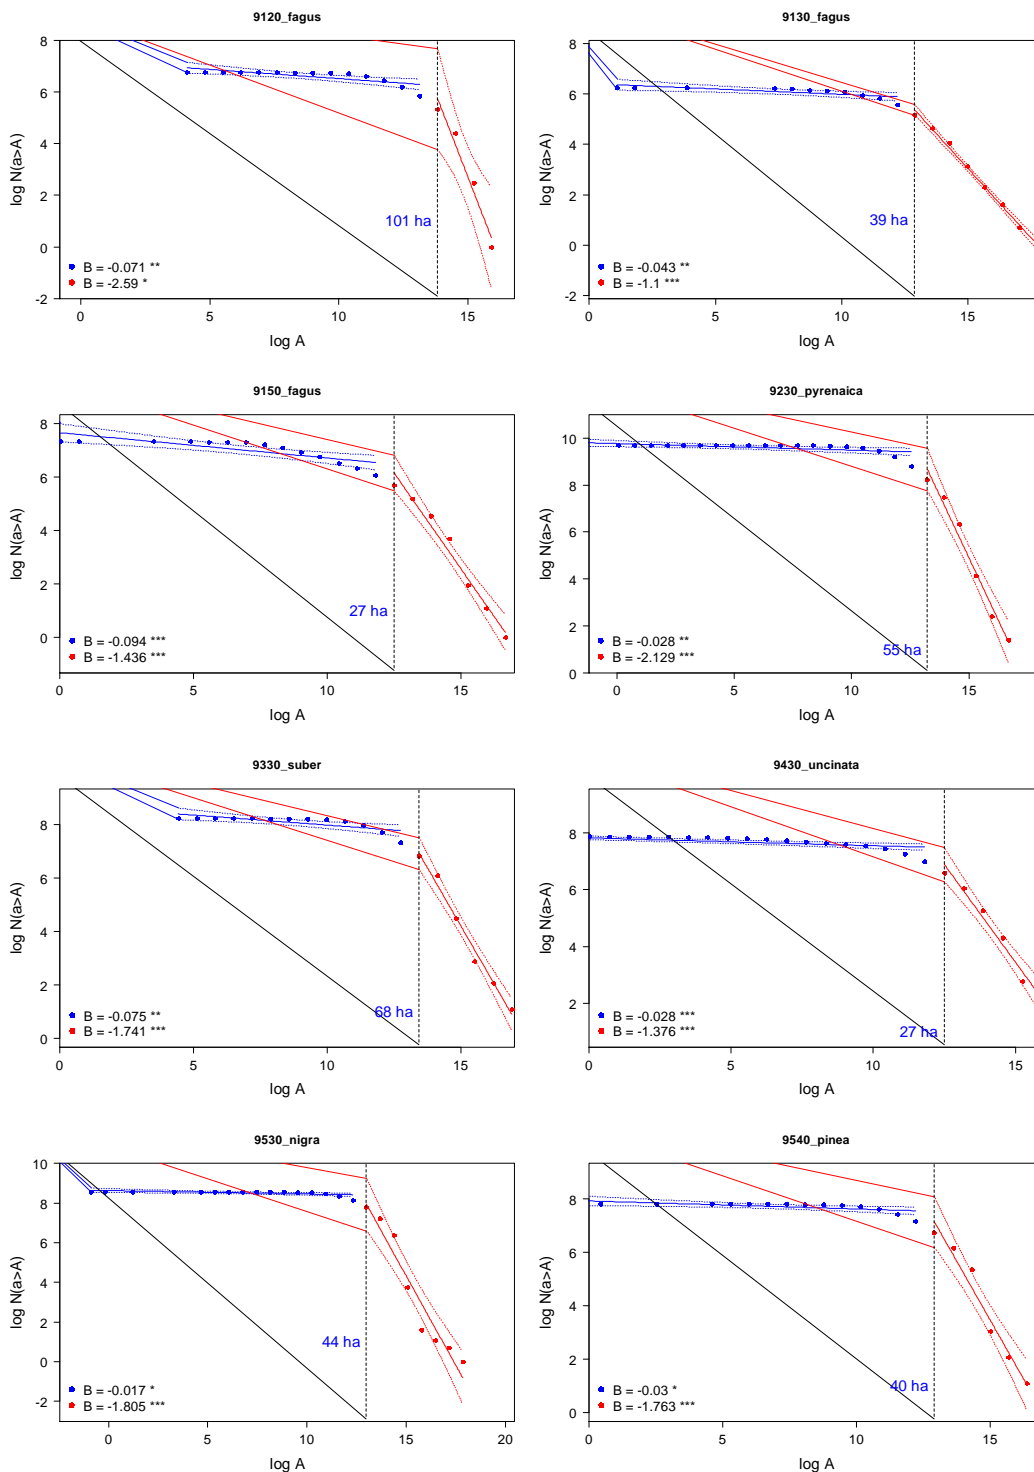 9120_fagus
8
6
4
2
0
-2
log N(a>A)
101 ha
B = -0.071 **
B = -2.59 *
0 5 10 15
log A
9130_fagus
8
6
4
2
0
-2
log N(a>A)
39 ha
B = -0.043 **
B = -1.1 ***
0 5 10 15
log A
9150_fagus
8
6
4
2
0
log N(a>A)
27 ha
B = -0.094 ***
B = -1.436 ***
0 5 10 15
log A
9230_pyrenaica
10
8
6
4
2
0
log N(a>A)
55 ha
B = -0.028 **
B = -2.129 ***
0 5 10 15
log A
9330_suber
8
6
4
2
0
log N(a>A)
68 ha
B = -0.075 **
B = -1.741 ***
0 5 10 15
log A
9430_uncinata
8
6
4
2
log N(a>A)
27 ha
B = -0.028 ***
B = -1.376 ***
0 5 10 15
log A
9530_nigra
10
8
6
4
2
0
-2
log N(a>A)
44 ha
B = -0.017 *
B = -1.805 ***
0 5 10 15 20
log A
9540_pinea
8
6
4
2
0
log N(a>A)
40 ha
B = -0.03 *
B = -1.763 ***
0 5 10 15
log A